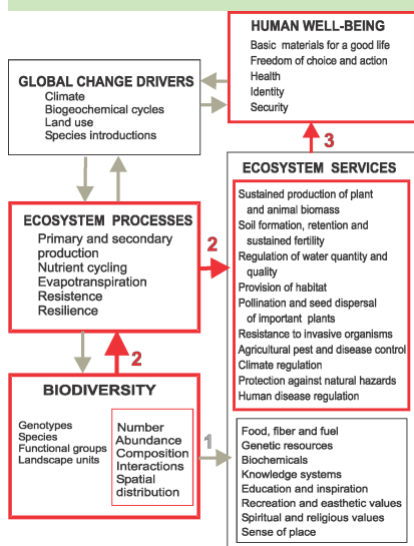 HUMAN WELL-BEING
Basic materials for a good life
Freedom of choice and action
Health
Identity
Security
GLOBAL CHANGE DRIVERS
Climate
Biogeochemical cycles
Land use
Species introductions
3
ECOSYSTEM SERVICES
Sustained production of plant
and animal biomass
Soil formation, retention and
sustained fertility
Regulation of water quantity and
quality
Provision of habitat
Pollination and seed dispersal
of important plants
Resistance to invasive organisms
Agricultural pest and disease control
Climate regulation
Protection against natural hazards
Human disease regulation
ECOSYSTEM PROCESSES
Primary and secondary
production
Nutrient cycling
Evapotranspiration
Resistence
Resilience
2
2
BIODIVERSITY
Genotypes
Species
Functional groups
Landscape units
Number
Abundance
Composition
Interactions
Spatial
distribution
1
Food, fiber and fuel
Genetic resources
Biochemicals
Knowledge systems
Education and inspiration
Recreation and easthetic values
Spiritual and religious values
Sense of place